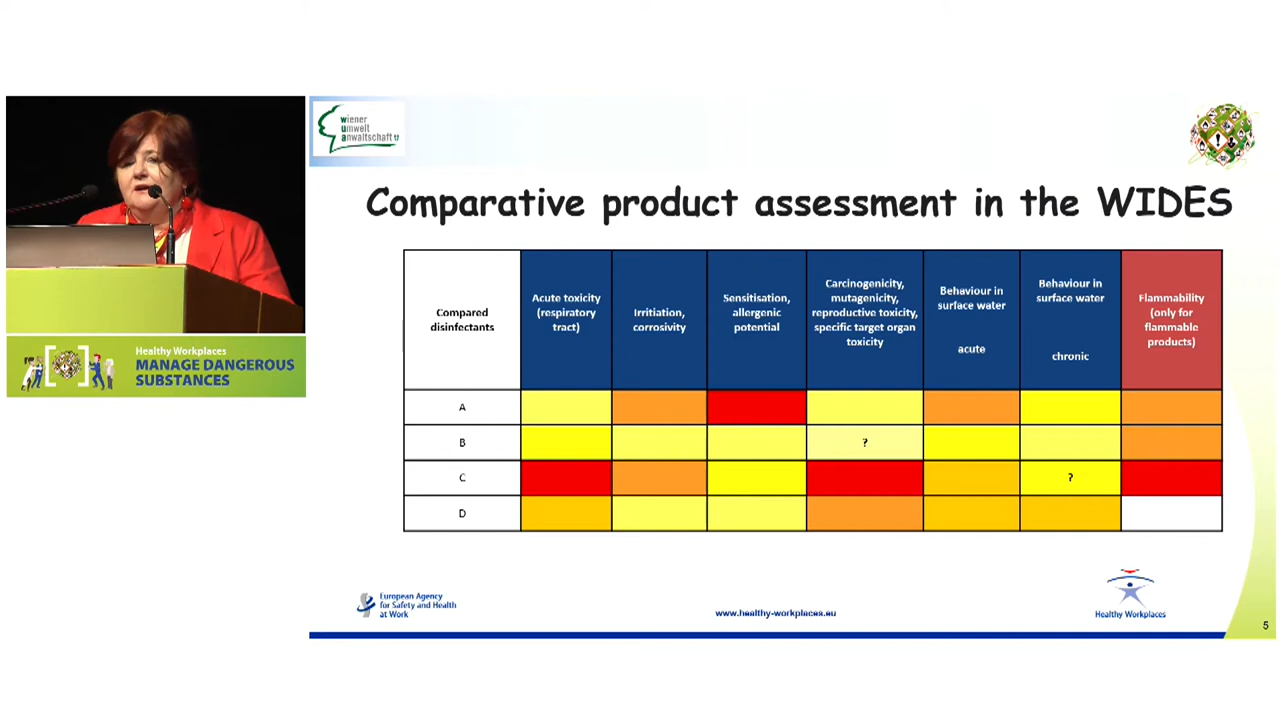 wiener
umwelt
anwaltschaft
Comparative product assessment in the WIDES
Compared
disinfectants
Acute toxicity
(respiratory
tract)
Irritiation,
corrosivity
Sensitisation,
allergenic
potential
Carcinogenicity,
mutagenicity,
reproductive toxicity,
specific target organ
toxicity
Behaviour in
surface water
acute
Behaviour in
surface water
chronic
Flammability
(only for
flammable
products)
A
B
?
C
?
D
Healthy Workplaces
MANAGE DANGEROUS
SUBSTANCES
European Agency
for Safety and Health
at Work
www.healthy-workplaces.eu
Healthy Workplaces
5